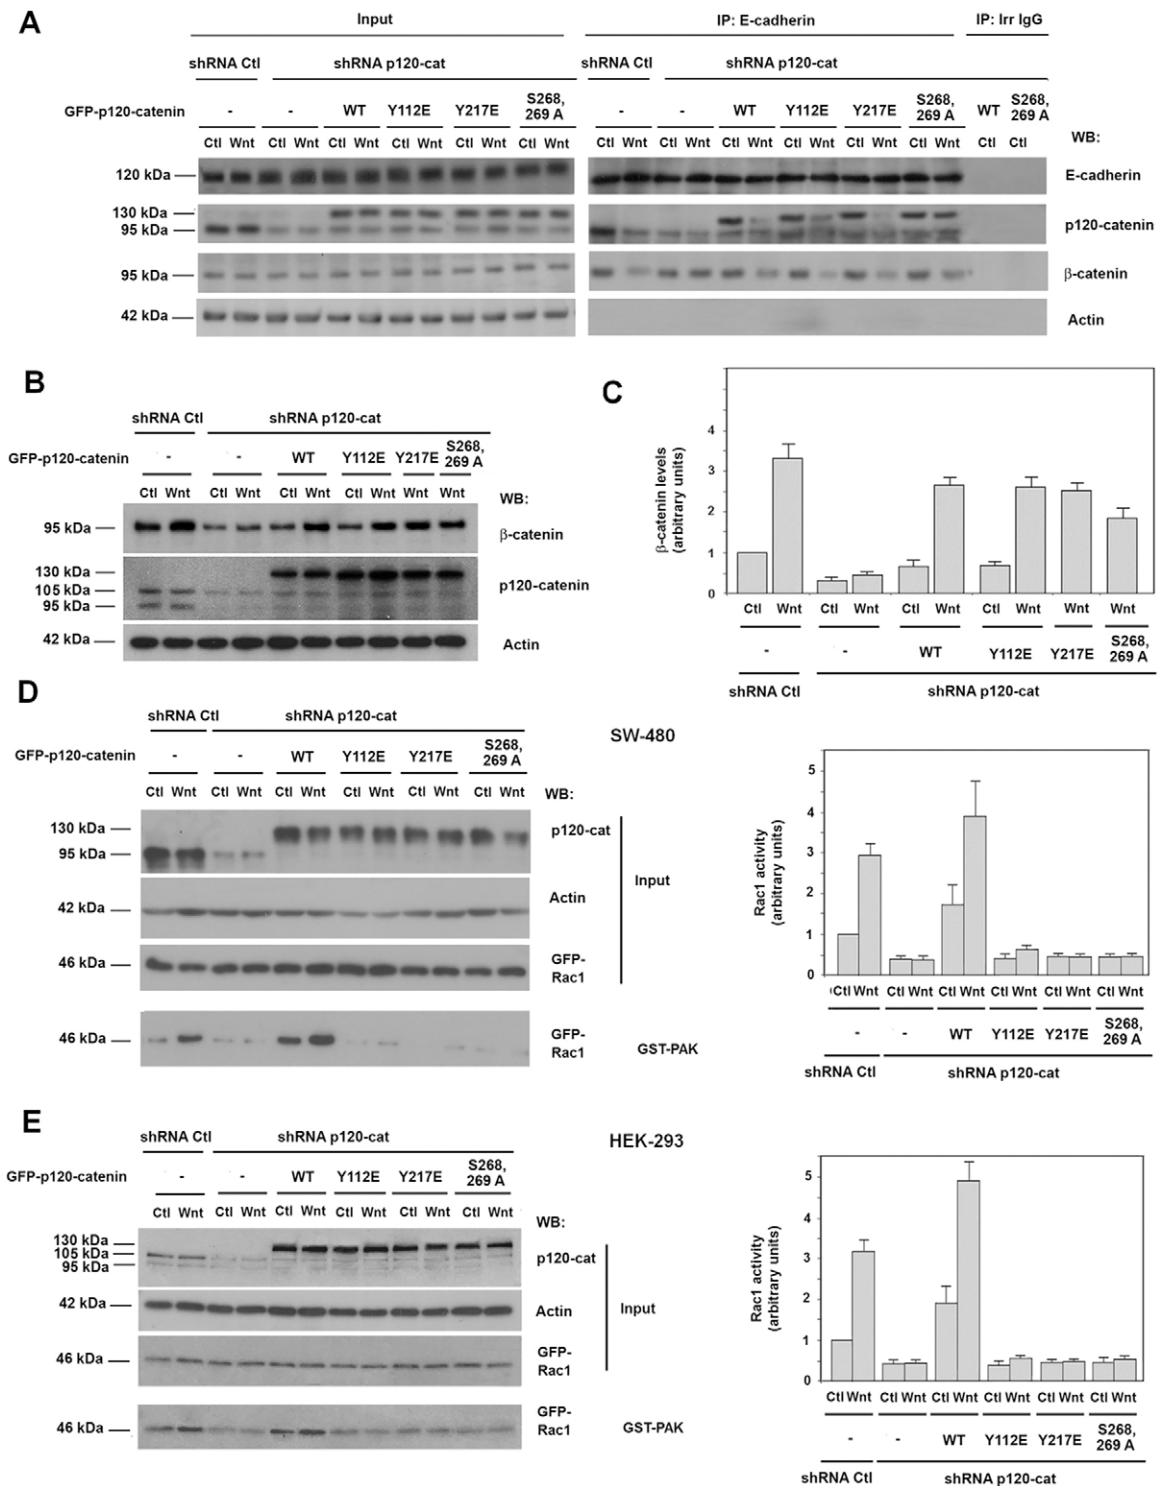 A
Input
IP: E-cadherin
IP: Irr IgG
shRNA Ctl
shRNA p120-cat
shRNA Ctl
shRNA p120-cat
GFP-p120-catenin
-
-
WT
Y112E
Y217E
S268,
269 A
-
-
WT
Y112E
Y217E
S268,
269 A
WT
S268,
269 A
Ctl Wnt Ctl Wnt Ctl Wnt Ctl Wnt Ctl Wnt Ctl Wnt
Ctl Wnt Ctl Wnt Ctl Wnt Ctl Wnt Ctl Wnt Ctl Wnt Ctl Ctl
WB:
120 kDa
E-cadherin
130 kDa
95 kDa
p120-catenin
95 kDa
β-catenin
42 kDa
Actin
B
shRNA Ctl
shRNA p120-cat
GFP-p120-catenin
-
-
WT
Y112E
Y217E
S268,
269 A
Ctl Wnt Ctl Wnt Ctl Wnt Ctl Wnt Wnt Wnt
WB:
95 kDa
β-catenin
130 kDa
105 kDa
95 kDa
p120-catenin
42 kDa
Actin
C
β-catenin levels
(arbitrary units)
4
3
2
1
0
Ctl Wnt Ctl Wnt Ctl Wnt Ctl Wnt Wnt Wnt
-
-
WT
Y112E
Y217E
S268,
269 A
shRNA Ctl
shRNA p120-cat
D
shRNA Ctl
shRNA p120-cat
SW-480
GFP-p120-catenin
-
-
WT
Y112E
Y217E
S268,
269 A
Ctl Wnt Ctl Wnt Ctl Wnt Ctl Wnt Ctl Wnt Ctl Wnt
WB:
130 kDa
95 kDa
p120-cat
42 kDa
Actin
Input
46 kDa
GFP-
Rac1
46 kDa
GFP-
Rac1
GST-PAK
Rac1 activity
(arbitrary units)
5
4
3
2
1
0
Ctl Wnt Ctl Wnt Ctl Wnt Ctl Wnt Ctl Wnt Ctl Wnt
-
-
WT
Y112E
Y217E
S268,
269 A
shRNA Ctl
shRNA p120-cat
E
shRNA Ctl
shRNA p120-cat
HEK-293
GFP-p120-catenin
-
-
WT
Y112E
Y217E
S268,
269 A
Ctl Wnt Ctl Wnt Ctl Wnt Ctl Wnt Ctl Wnt Ctl Wnt
WB:
130 kDa
105 kDa
95 kDa
p120-cat
42 kDa
Actin
Input
46 kDa
GFP-
Rac1
46 kDa
GFP-
Rac1
GST-PAK
Rac1 activity
(arbitrary units)
5
4
3
2
1
0
Ctl Wnt Ctl Wnt Ctl Wnt Ctl Wnt Ctl Wnt Ctl Wnt
-
-
WT
Y112E
Y217E
S268,
269 A
shRNA Ctl
shRNA p120-cat